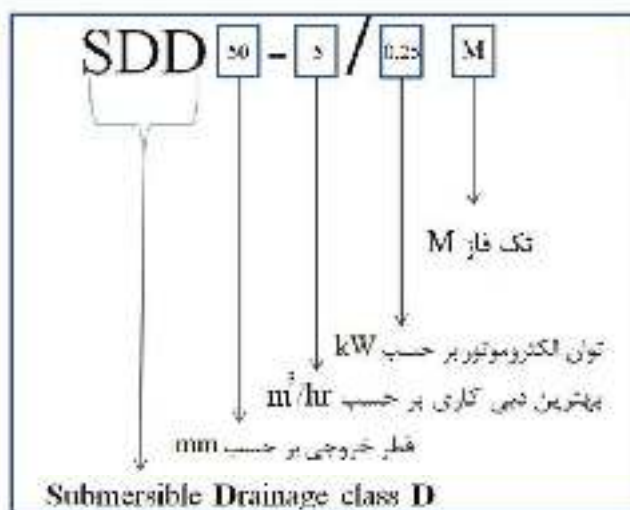 SDD 50 - 5 / 0.25 M
تک فاز M
توان الکتروموتور بر حسب kW
بهترین دبی کاری بر حسب m³/hr
قطر خروجی بر حسب mm
Submersible Drainage class D